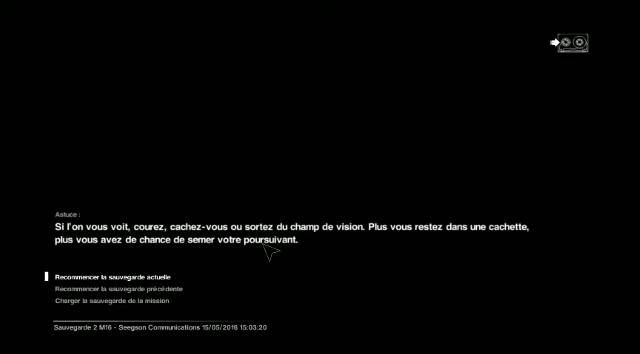 Astuce :
Si l'on vous voit, courez, cachez-vous ou sortez du champ de vision. Plus vous restez dans une cachette,
plus vous avez de chance de semer votre poursuivant.
Recommencer la sauvegarde actuelle
Recommencer la sauvegarde précédente
Charger la sauvegarde de la mission
Sauvegarde 2 M16 - Seegson Communications 15/05/2016 15:03:20